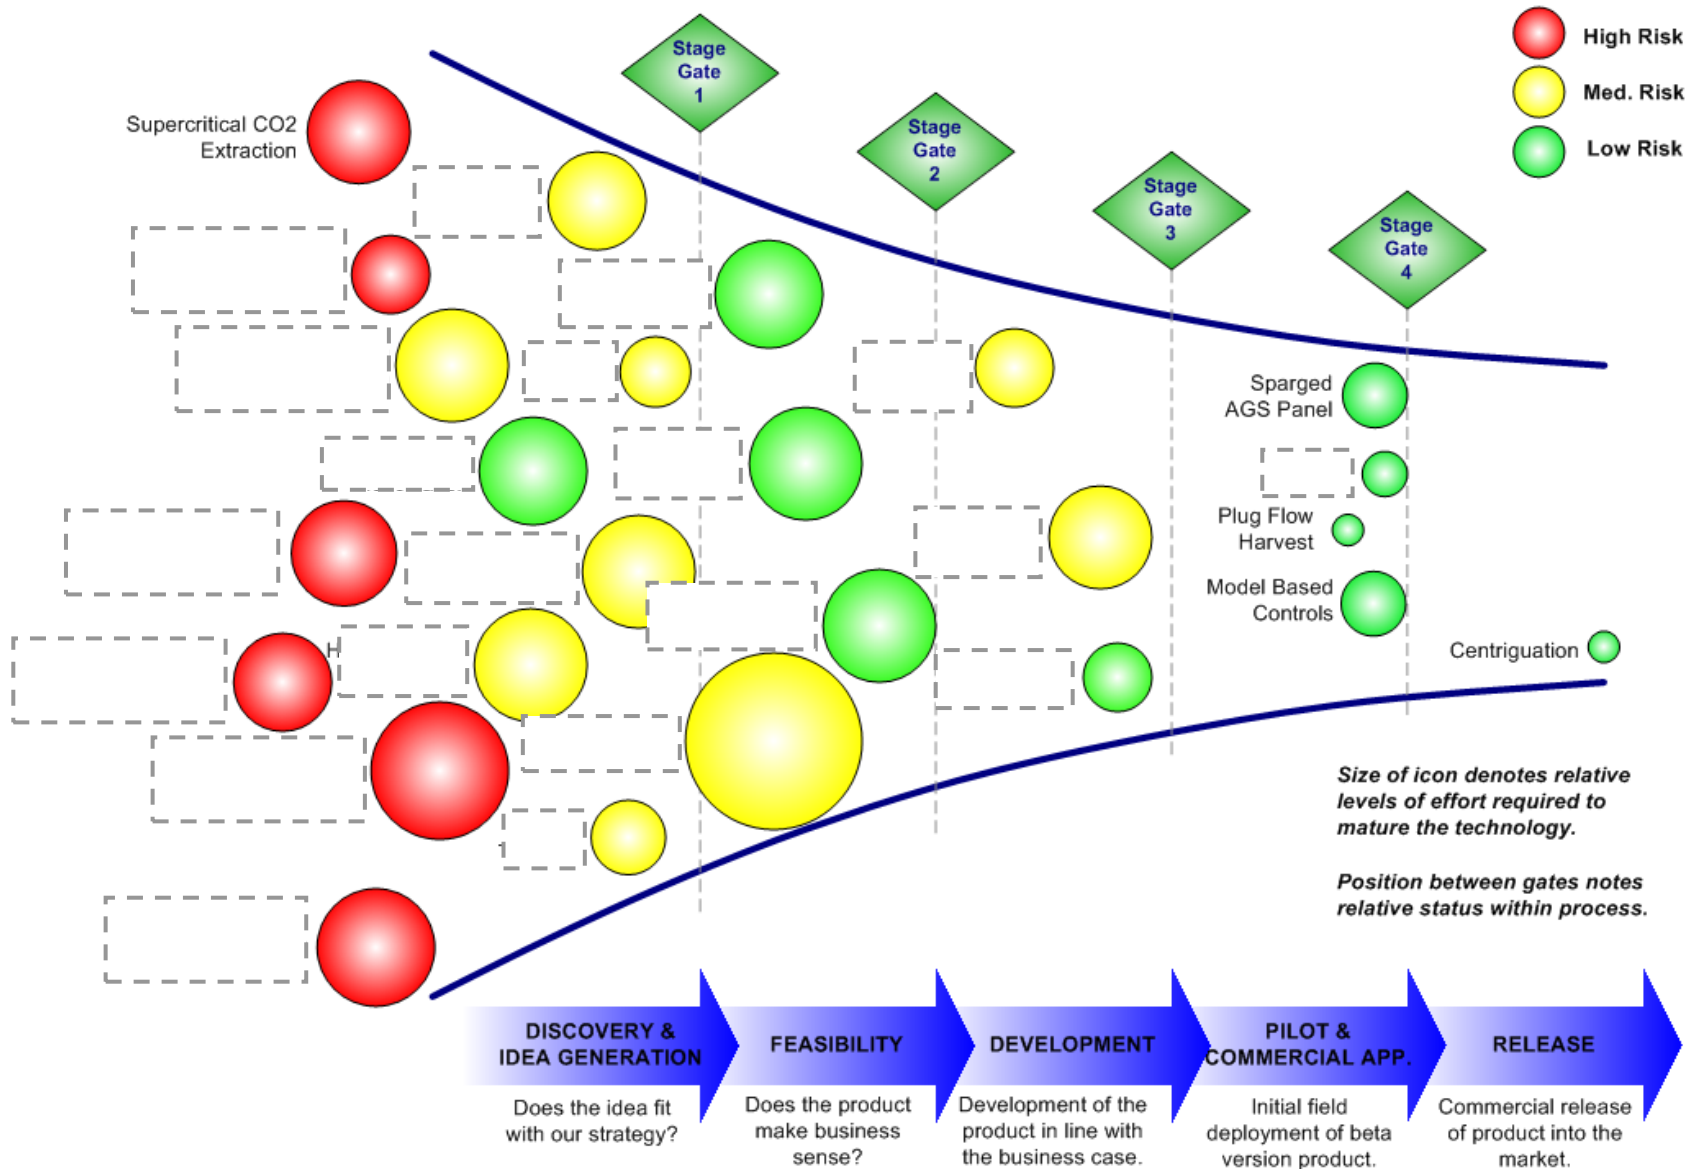 Stage
Gate
1
Stage
Gate
2
Stage
Gate
3
Stage
Gate
4
High Risk
Med. Risk
Low Risk
Supercritical CO2
Extraction
Sparged
AGS Panel
Plug Flow
Harvest
Model Based
Controls
H
Centriguation
Size of icon denotes relative
levels of effort required to
mature the technology.
Position between gates notes
relative status within process.
DISCOVERY &
IDEA GENERATION
FEASIBILITY
DEVELOPMENT
PILOT &
COMMERCIAL APP.
RELEASE
Does the idea fit
with our strategy?
Does the product
make business
sense?
Development of the
product in line with
the business case.
Initial field
deployment of beta
version product.
Commercial release
of product into the
market.